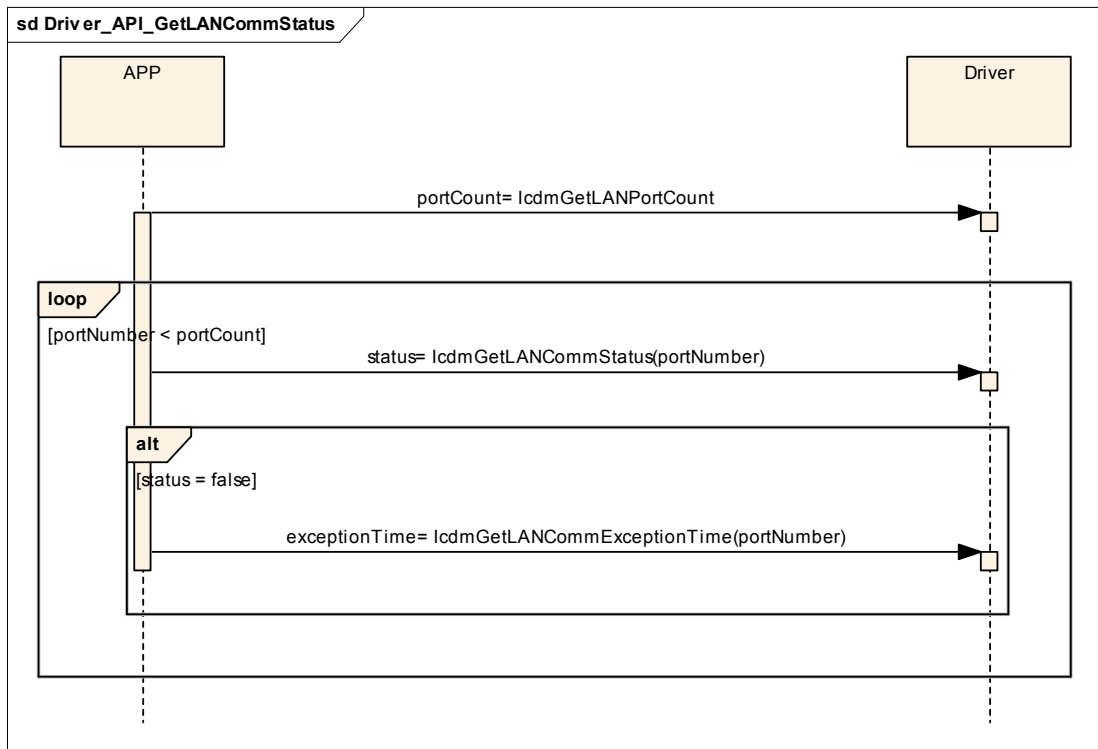 sd Driver_API_GetLANCommStatus
APP
Driver
portCount= IcdmGetLANPortCount
loop
[portNumber < portCount]
status= IcdmGetLANCommStatus(portNumber)
alt
[status = false]
exceptionTime= IcdmGetLANCommExceptionTime(portNumber)